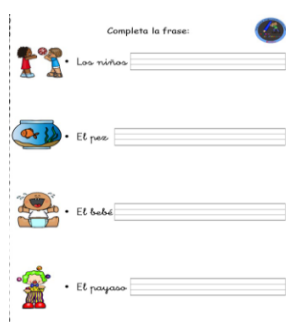 Completa la frase:
• Los niños
• El pez
• El bebé
• El payaso